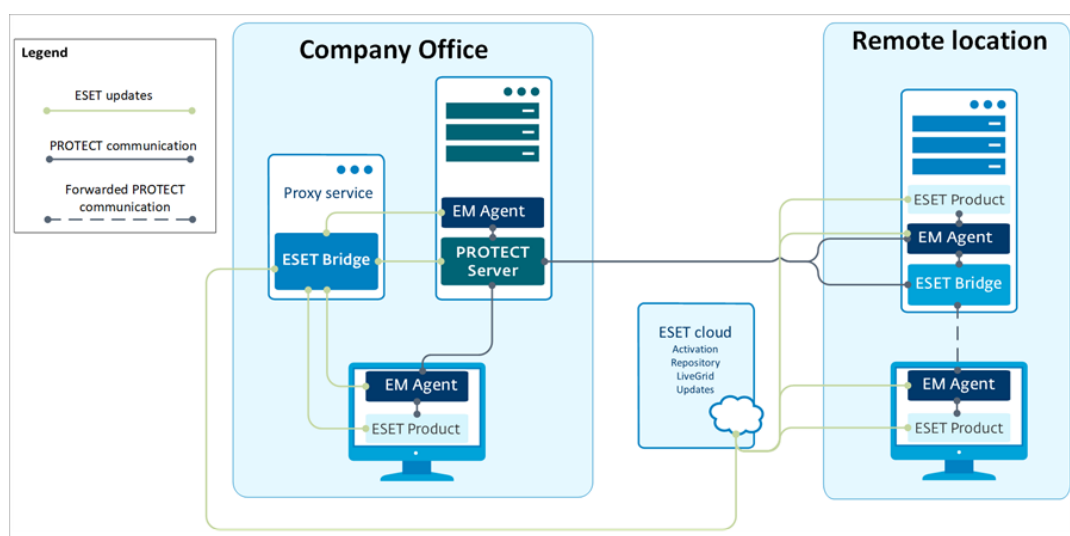 Legend
ESET updates
PROTECT communication
Forwarded PROTECT
communication
Company Office
Proxy service
ESET Bridge
EM Agent
PROTECT
Server
EM Agent
ESET Product
ESET cloud
Activation
Repository
LiveGrid
Updates
Remote location
ESET Product
EM Agent
ESET Bridge
EM Agent
ESET Product